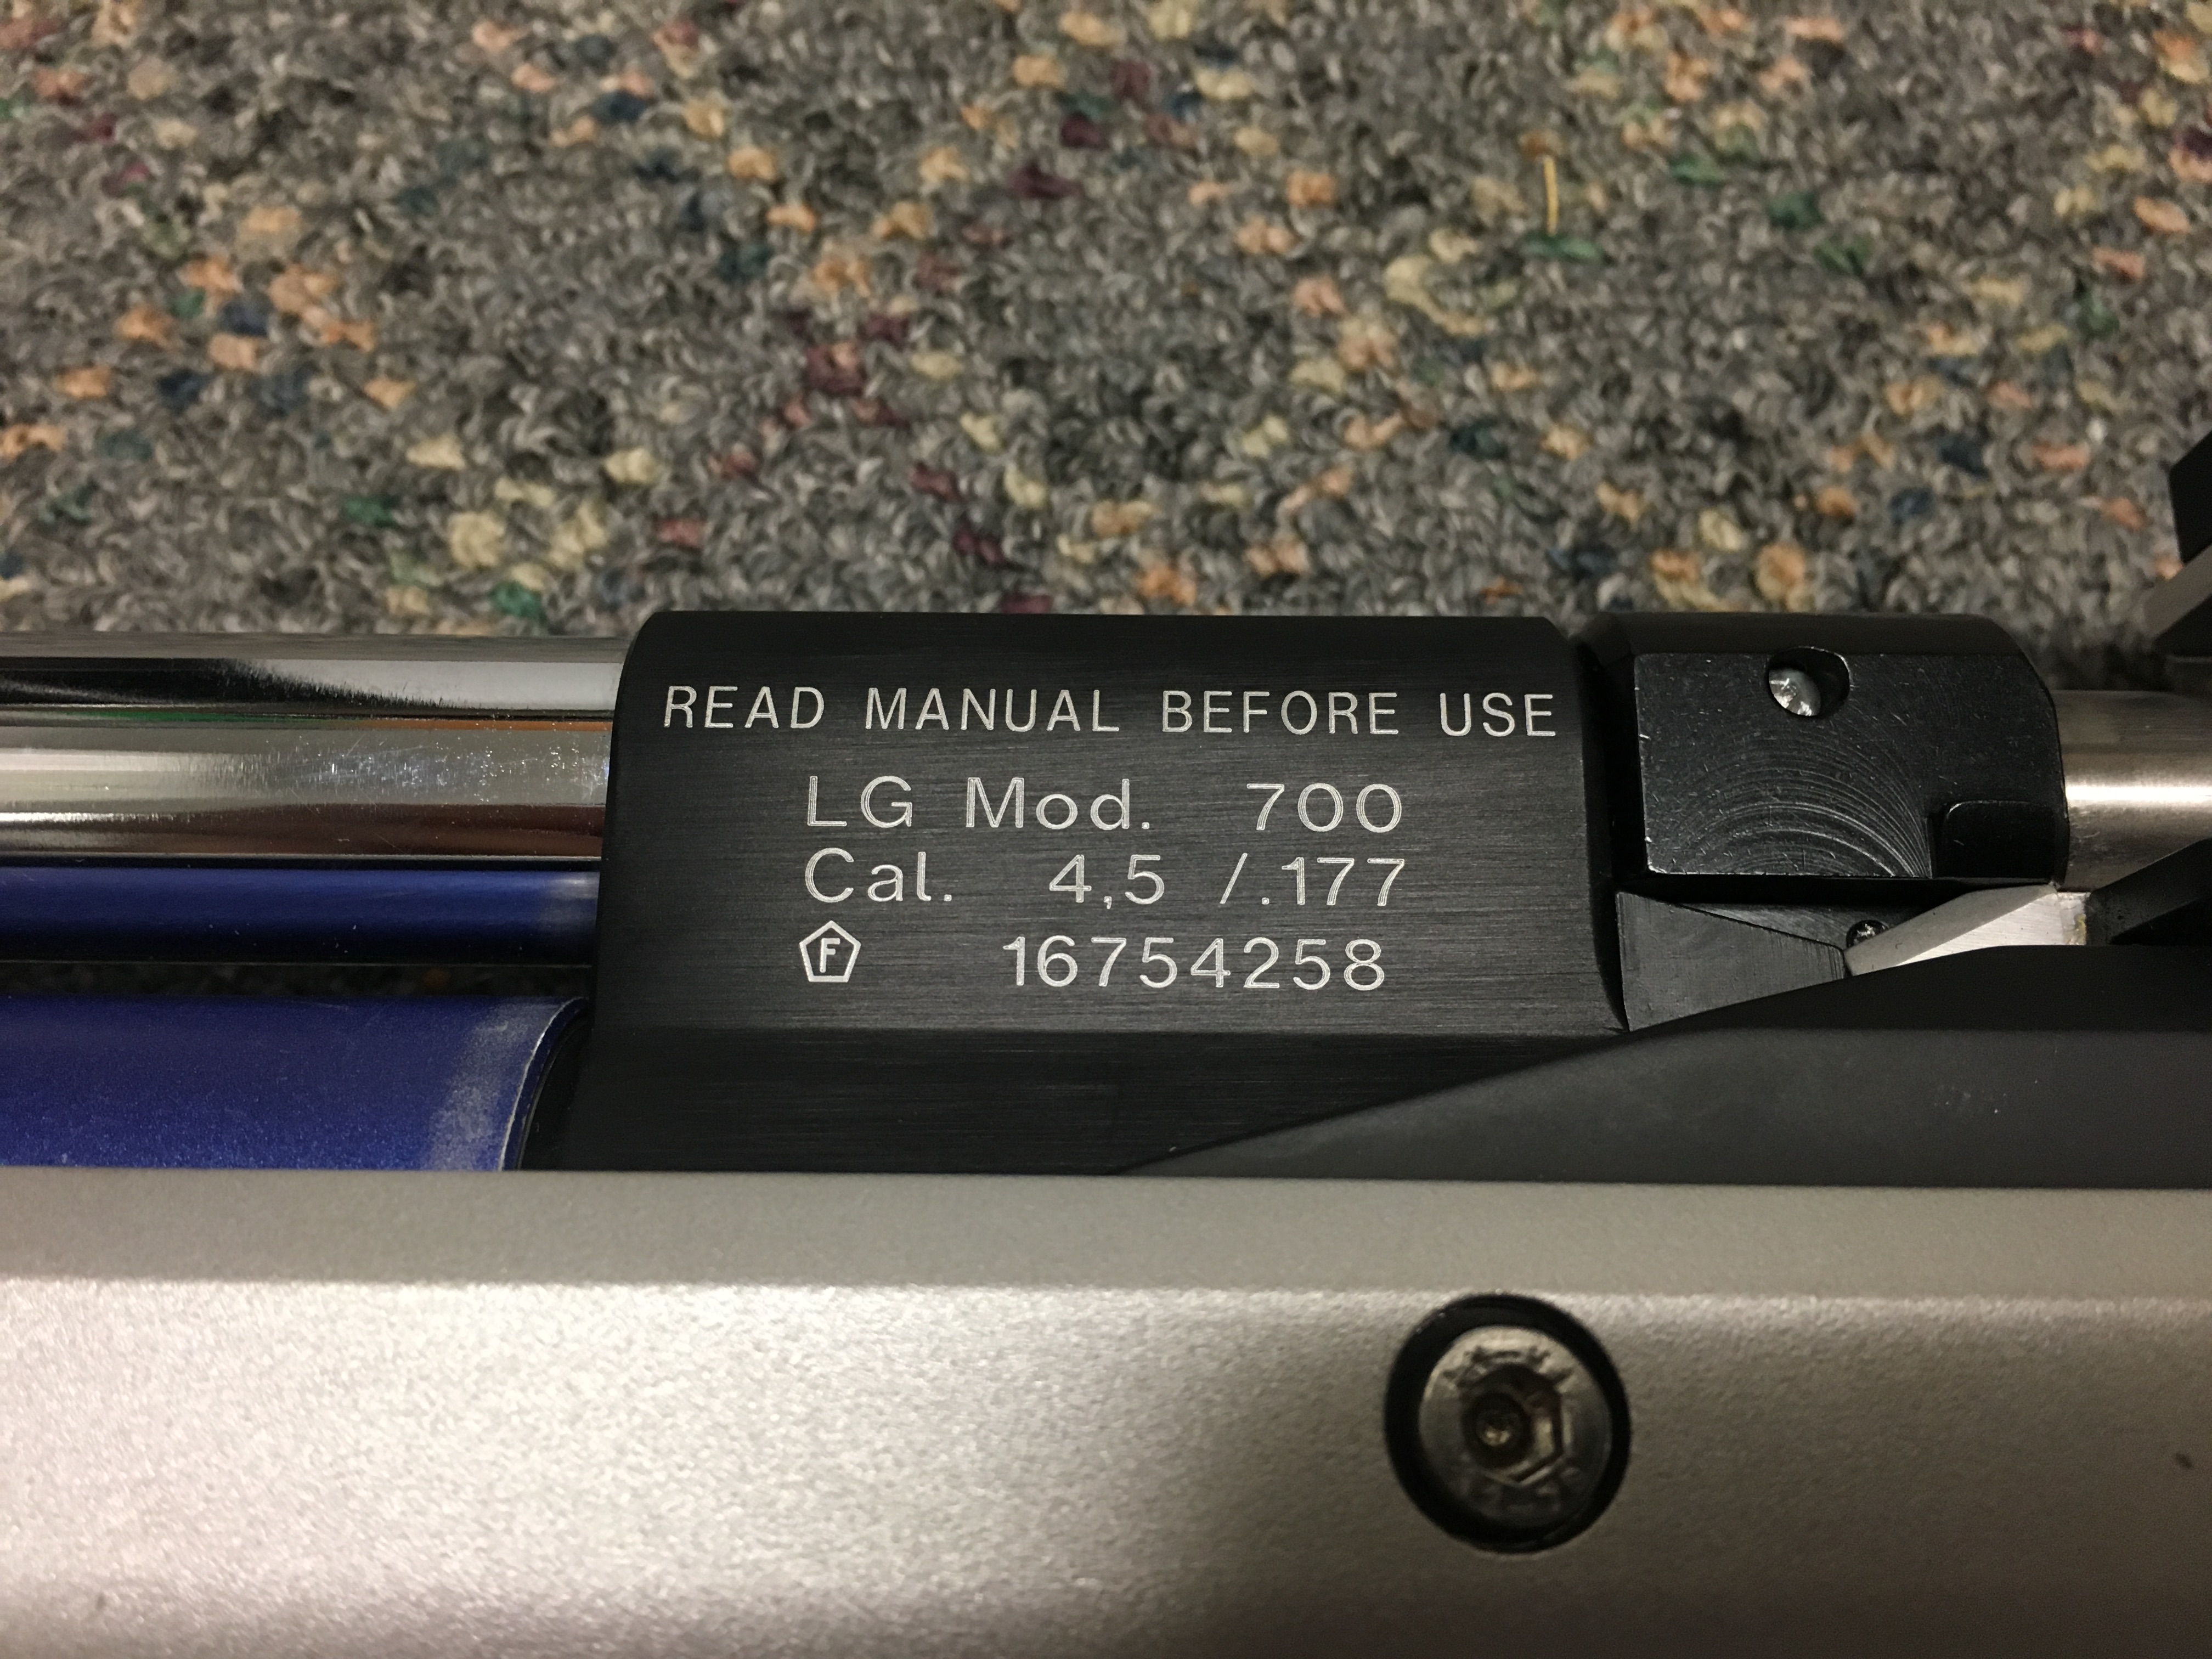 READ MANUAL BEFORE USE
LG Mod. 700
Cal. 4,5 /.177
F 16754258